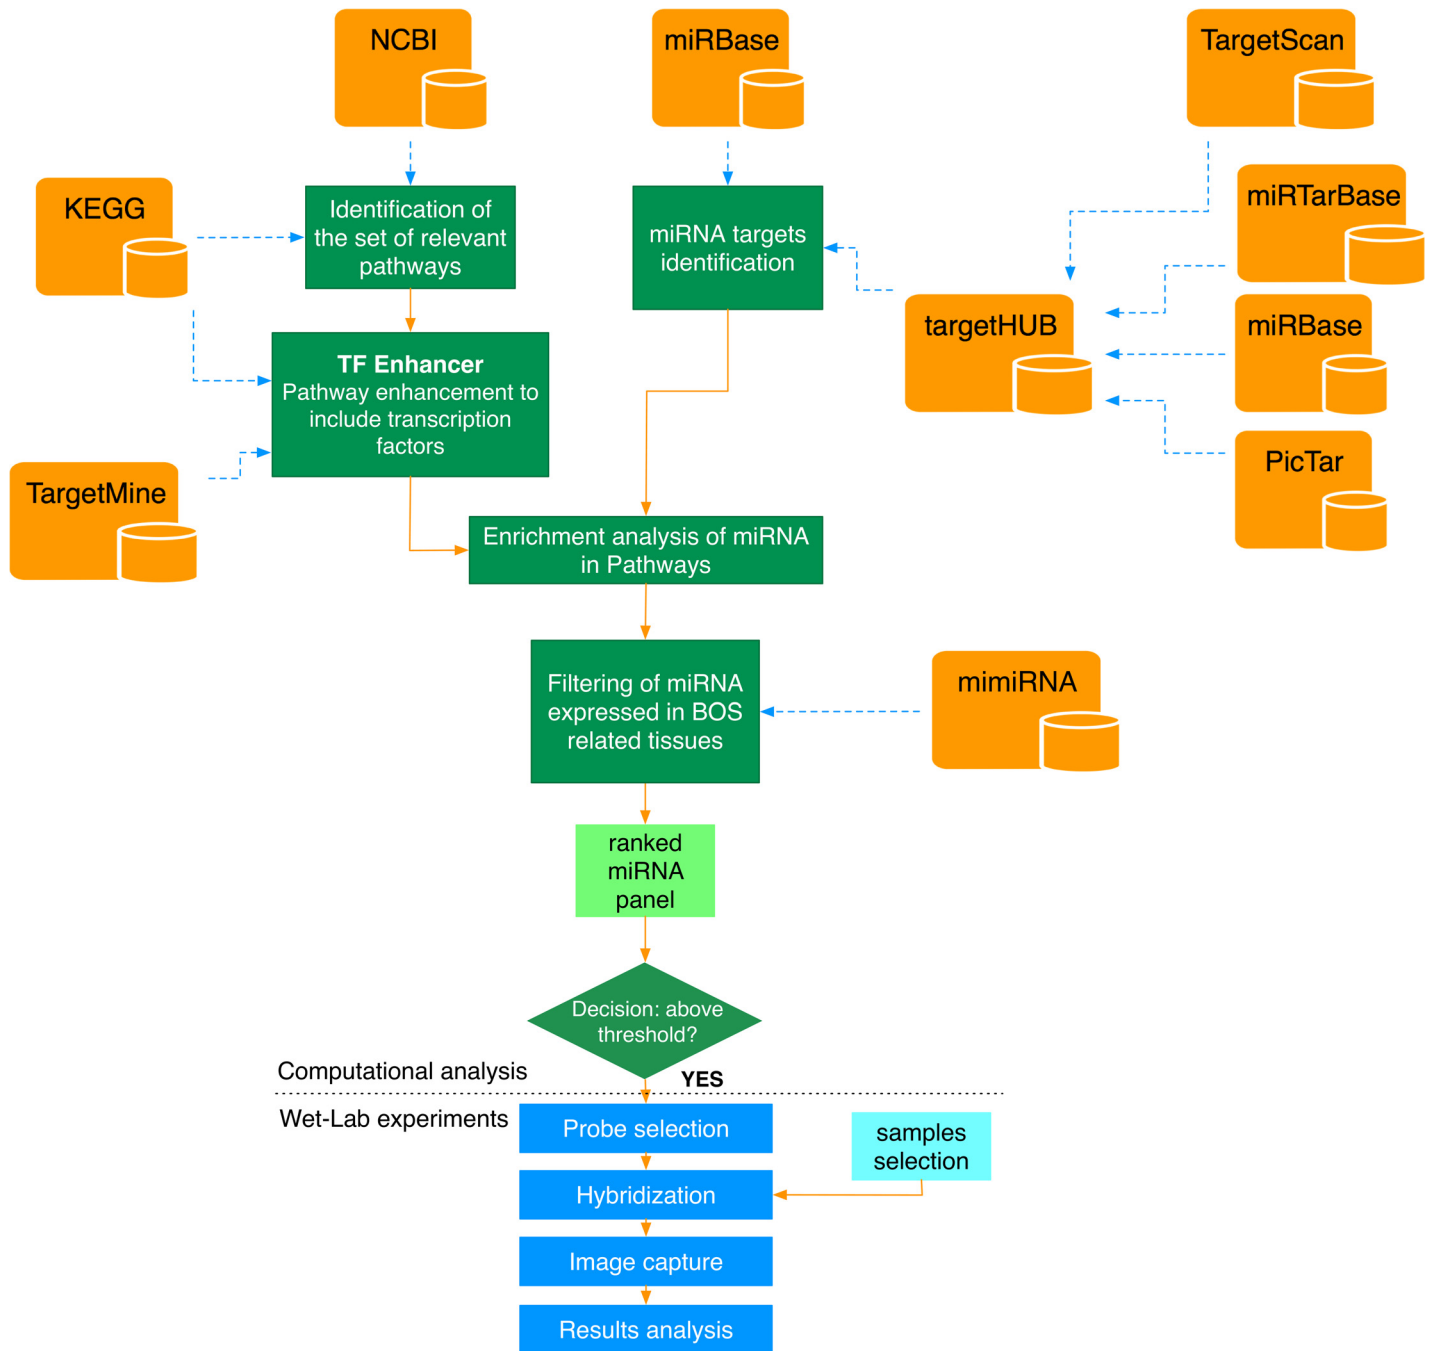 NCBI
miRBase
TargetScan
KEGG
Identification of
the set of relevant
pathways
miRNA targets
identification
miRTarBase
targetHUB
miRBase
TF Enhancer
Pathway enhancement to
include transcription
factors
PicTar
TargetMine
Enrichment analysis of miRNA
in Pathways
Filtering of miRNA
expressed in BOS
related tissues
mimiRNA
ranked
miRNA
panel
Decision: above
threshold?
Computational analysis
YES
Wet-Lab experiments
Probe selection
samples
selection
Hybridization
Image capture
Results analysis